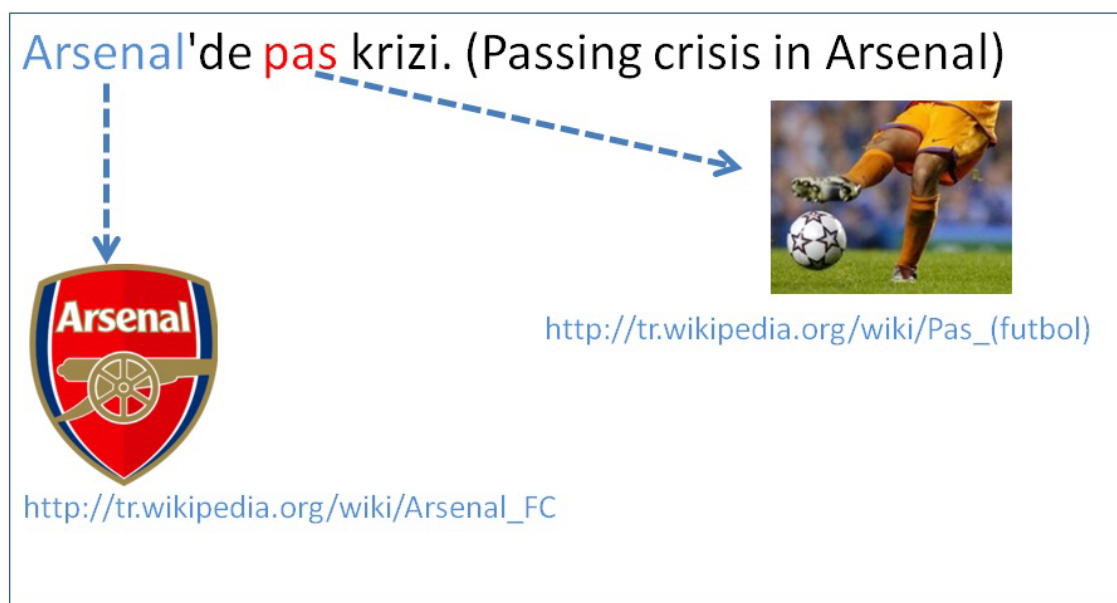 Arsenal'de pas krizi. (Passing crisis in Arsenal)
http://tr.wikipedia.org/wiki/Pas_(futbol)
Arsenal
http://tr.wikipedia.org/wiki/Arsenal_FC